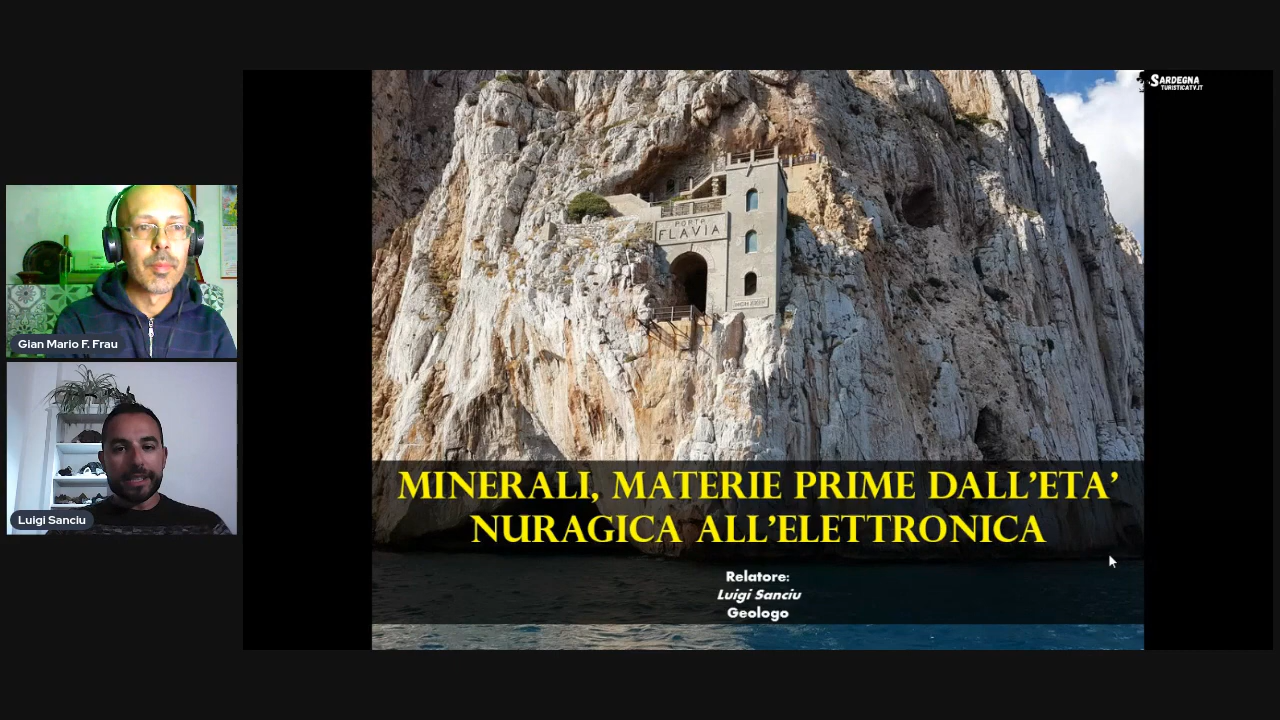 SARDEGNA
TURISTICATV.IT
PORTA
FLAVIA
Gian Mario F. Frau
Luigi Sanciu
MINERALI, MATERIE PRIME DALL'ETA'
NURAGICA ALL'ELETTRONICA
Relatore:
Luigi Sanciu
Geologo